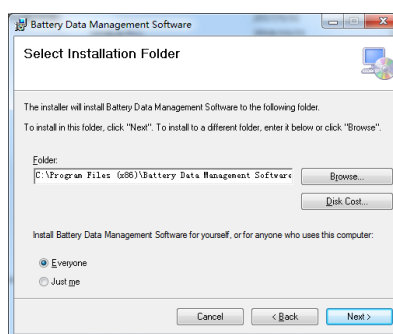 Battery Data Management Software
Select Installation Folder
The installer will install Battery Data Management Software to the following folder.
To install in this folder, click "Next". To install to a different folder, enter it below or click "Browse".
Folder:
C:\Program Files (x86)\Battery Data Management Software
Browse...
Disk Cost...
Install Battery Data Management Software for yourself, or for anyone who uses this computer:
Everyone
Just me
Cancel
< Back
Next >